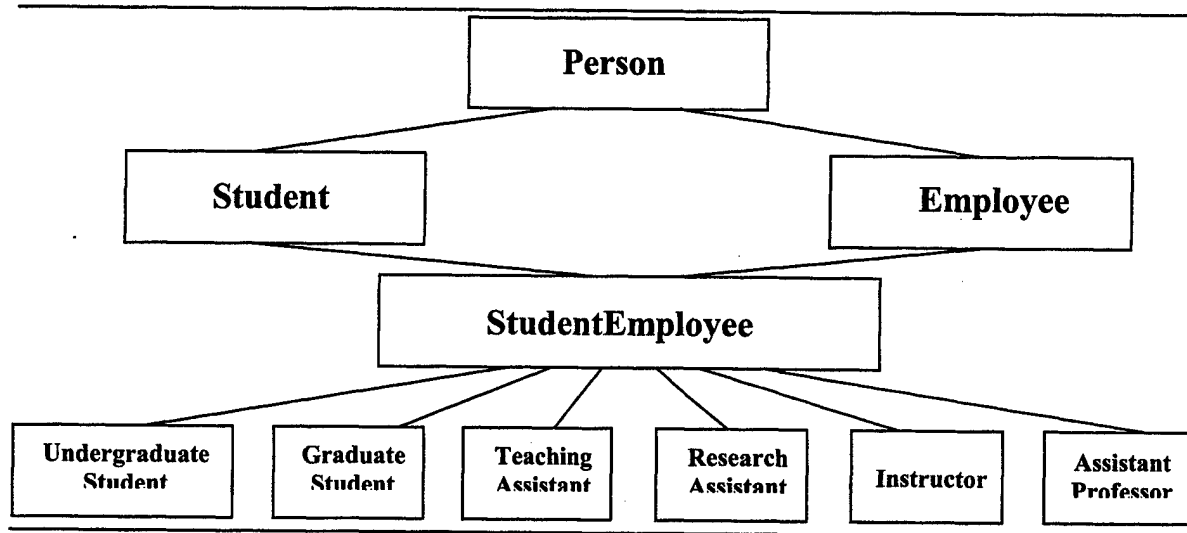 Person
Student
Employee
StudentEmployee
Undergraduate
Student
Graduate
Student
Teaching
Assistant
Research
Assistant
Instructor
Assistant
Professor